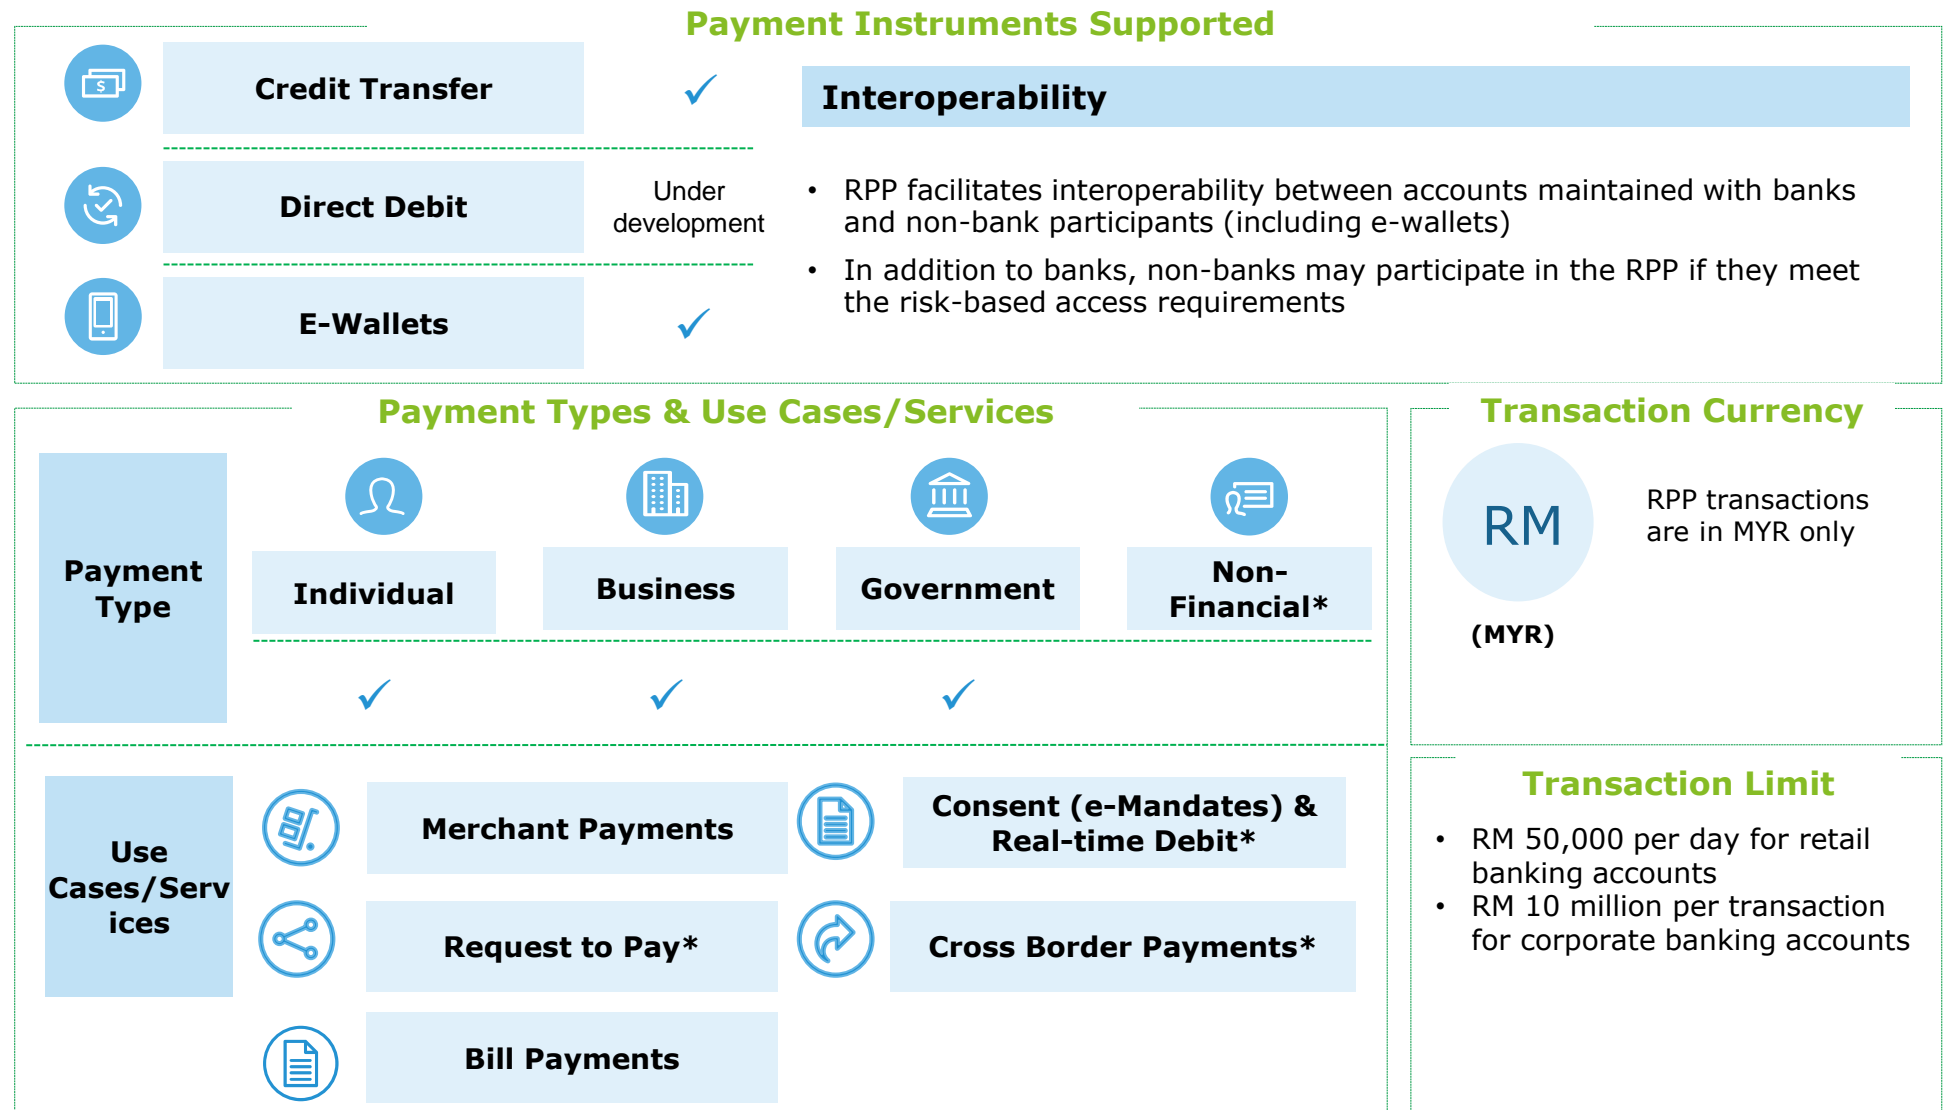 Payment Instruments Supported
Credit Transfer
✓
Direct Debit
Under
development
E-Wallets
✓
Interoperability
• RPP facilitates interoperability between accounts maintained with banks
and non-bank participants (including e-wallets)
• In addition to banks, non-banks may participate in the RPP if they meet
the risk-based access requirements
Payment Types & Use Cases/Services
Payment
Type
Individual
Business
Government
Non-
Financial*
✓ ✓ ✓
Use
Cases/Serv
ices
Merchant Payments
Consent (e-Mandates) &
Real-time Debit*
Request to Pay*
Cross Border Payments*
Bill Payments
Transaction Currency
RM
(MYR)
RPP transactions
are in MYR only
Transaction Limit
• RM 50,000 per day for retail
banking accounts
• RM 10 million per transaction
for corporate banking accounts